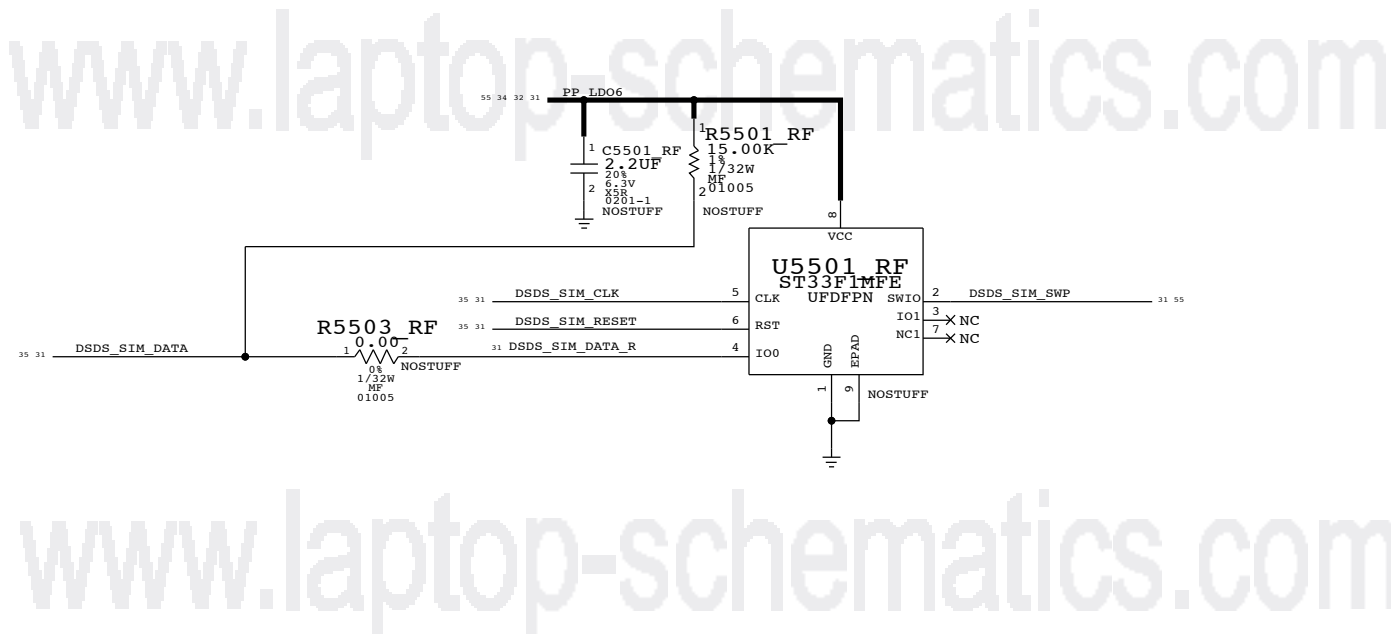 www.laptop-schematics.com
55 34 32 31 PP_LDO6
1 C5501_RF
2.2UF
20%
6.3V
X5R
0201-1
2
NOSTUFF
1 R5501_RF
15.00K
1%
1/32W
MF
01005
2
NOSTUFF
8
VCC
U5501_RF
ST33F1MFE
UFDFPN
35 31 DSDS_SIM_CLK 5 CLK
SWIO 2 DSDS_SIM_SWP 31 55
35 31 DSDS_SIM_RESET 6 RST
IO1 3 NC
NC1 7 NC
31 DSDS_SIM_DATA_R 4 IO0
GND EPAD
1 9
NOSTUFF
R5503_RF
0.00
35 31 DSDS_SIM_DATA 1 2
0%
1/32W
MF
01005
NOSTUFF
www.laptop-schematics.com